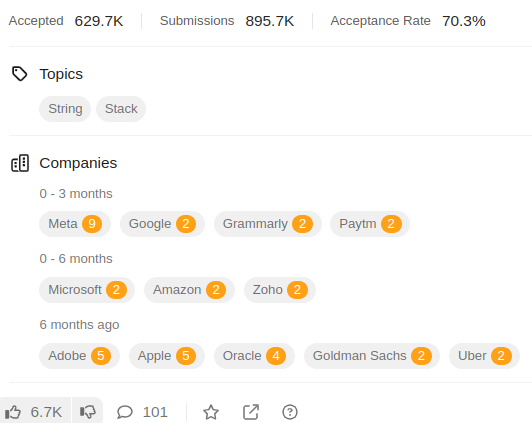 Accepted 629.7K Submissions 895.7K Acceptance Rate 70.3%
Topics
String Stack
Companies
0 - 3 months
Meta 9 Google 2 Grammarly 2 Paytm 2
0 - 6 months
Microsoft 2 Amazon 2 Zoho 2
6 months ago
Adobe 5 Apple 5 Oracle 4 Goldman Sachs 2 Uber 2
6.7K 101